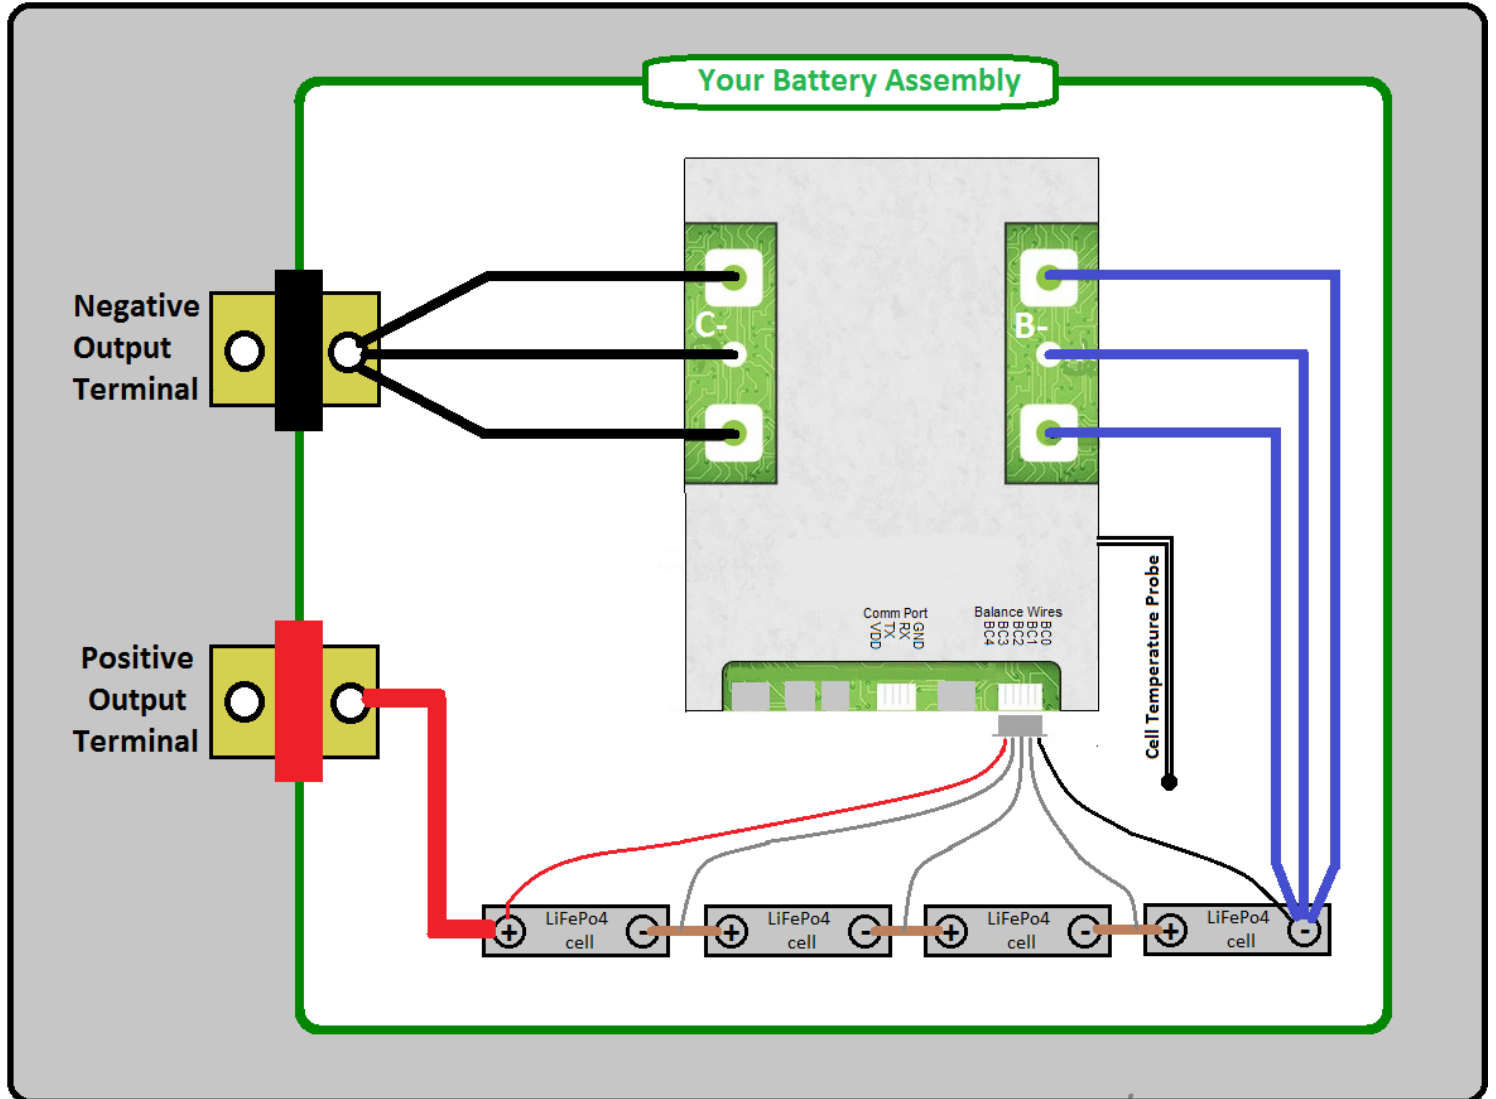 Your Battery Assembly
Negative
Output
Terminal
C-
B-
Positive
Output
Terminal
Cell Temperature Probe
Comm Port
VDD
TX
RX
GND
Balance Wires
BC4
BC3
BC2
BC1
BC0
+
LiFePo4
cell
-
+
LiFePo4
cell
-
+
LiFePo4
cell
-
+
LiFePo4
cell
-